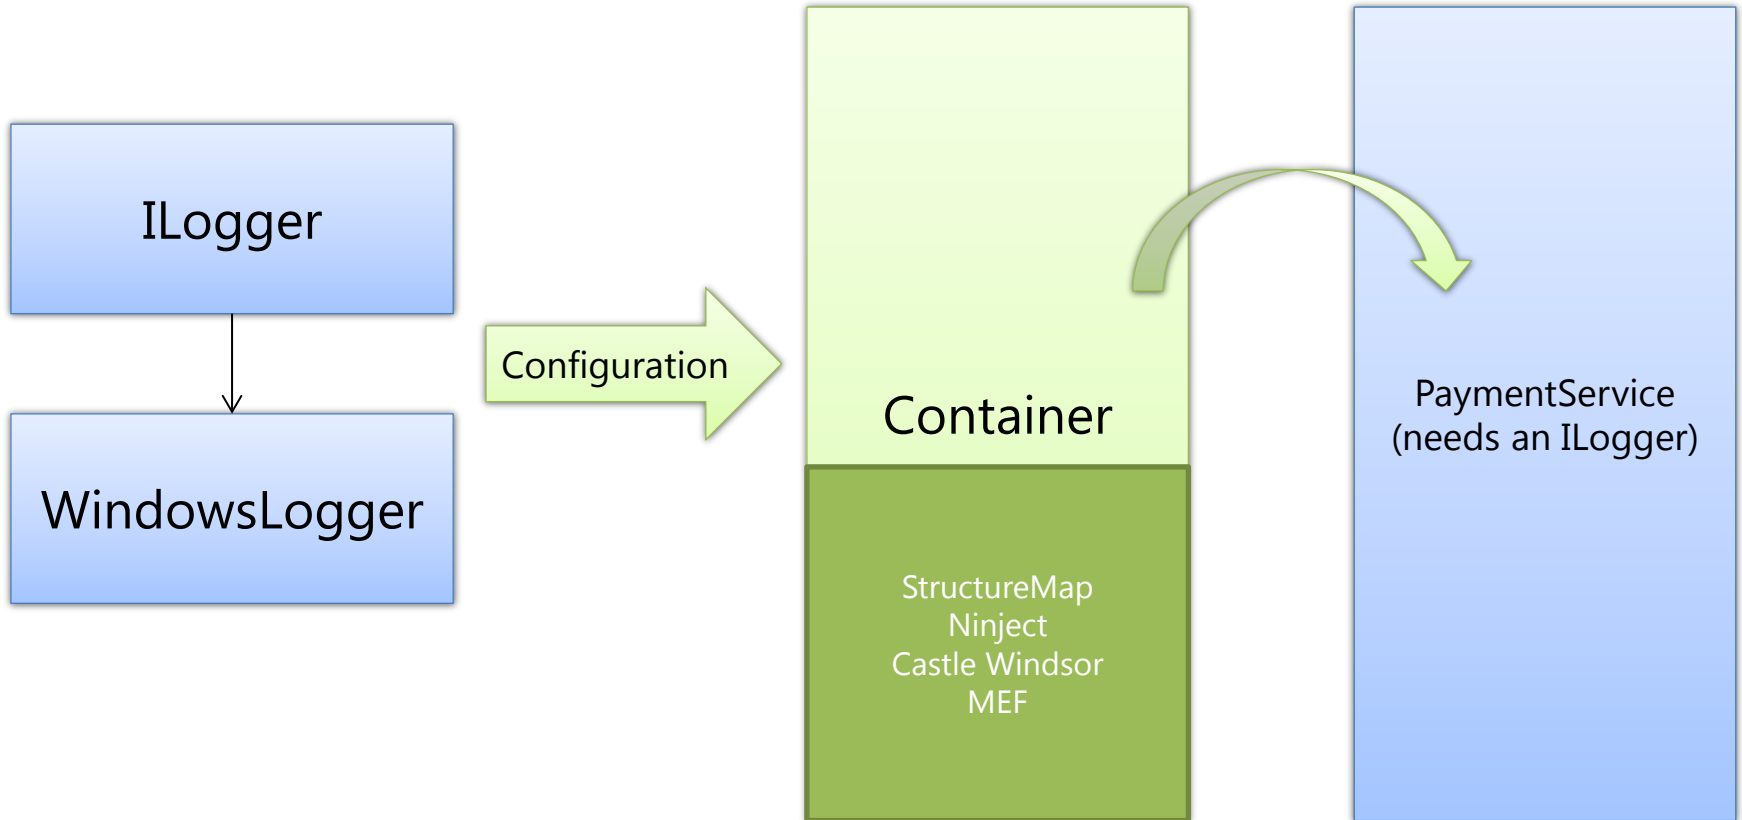 ILogger
WindowsLogger
Configuration
Container
StructureMap
Ninject
Castle Windsor
MEF
PaymentService
(needs an ILogger)